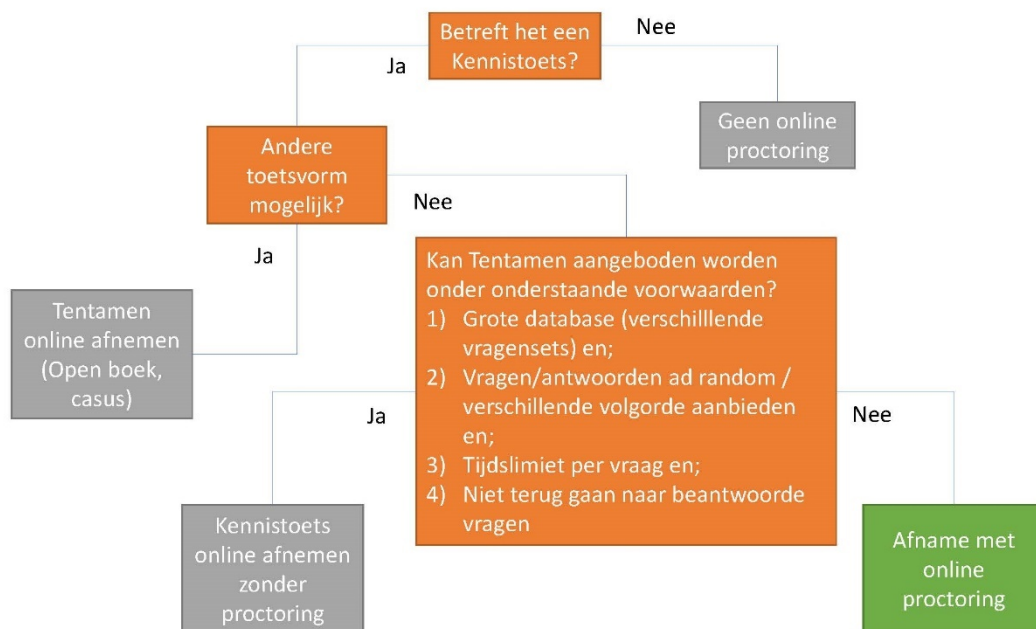 Betreft het een
Kennistoets?
Nee
Ja
Geen online
proctoring
Andere
toetsvorm
mogelijk?
Nee
Ja
Kan Tentamen aangeboden worden
onder onderstaande voorwaarden?
1) Grote database (verschilllende
vragensets) en;
2) Vragen/antwoorden ad random /
verschillende volgorde aanbieden
en;
3) Tijdslimiet per vraag en;
4) Niet terug gaan naar beantwoorde
vragen
Tentamen
online afnemen
(Open boek,
casus)
Ja
Nee
Kennistoets
online afnemen
zonder
proctoring
Afname met
online
proctoring